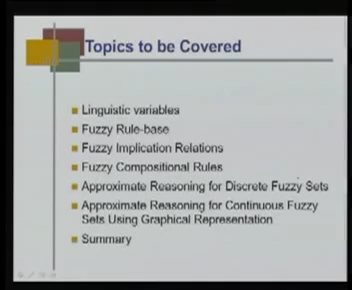 Topics to be Covered
Linguistic variables
Fuzzy Rule-base
Fuzzy Implication Relations
Fuzzy Compositional Rules
Approximate Reasoning for Discrete Fuzzy Sets
Approximate Reasoning for Continuous Fuzzy
Sets Using Graphical Representation
Summary